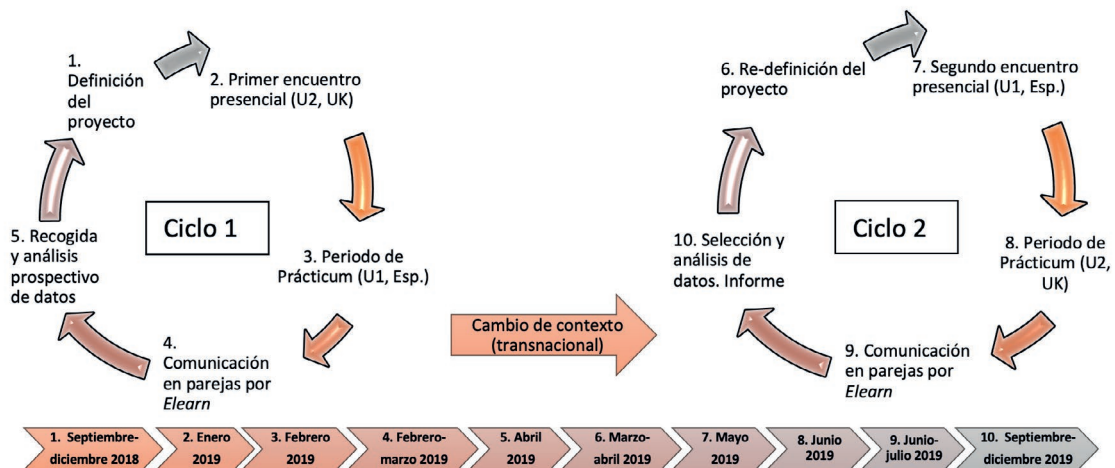 1.
Definición
del
proyecto
2. Primer encuentro
presencial (U2, UK)
Ciclo 1
3. Periodo de
Prácticum (U1, Esp.)
4.
Comunicación
en parejas por
Elearn
5. Recogida
y análisis
prospectivo
de datos
Cambio de contexto
(transnacional)
6. Re-definición del
proyecto
7. Segundo encuentro
presencial (U1, Esp.)
Ciclo 2
8. Periodo de
Prácticum (U2,
UK)
9. Comunicación
en parejas por
Elearn
10. Selección y
análisis de
datos. Informe
1. Septiembre-
diciembre 2018
2. Enero
2019
3. Febrero
2019
4. Febrero-
marzo 2019
5. Abril
2019
6. Marzo-
abril 2019
7. Mayo
2019
8. Junio
2019
9. Junio-
julio 2019
10. Septiembre-
diciembre 2019